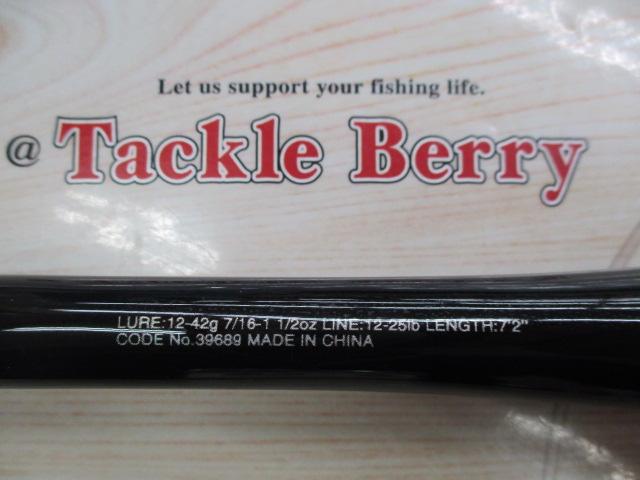 Let us support your fishing life.
@ Tackle Berry
LURE:12-42g 7/16-1 1/2oz LINE:12-25lb LENGTH:7'2"
CODE No.39689 MADE IN CHINA